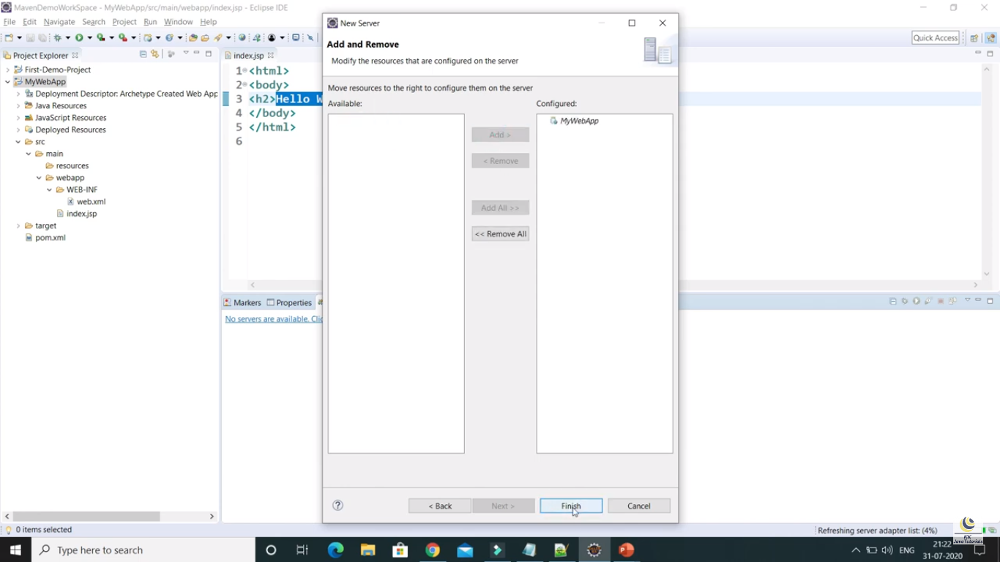 MavenDemoWorkSpace - MyWebApp/src/main/webapp/index.jsp - Eclipse IDE
File Edit Navigate Search Project Run Window Help
Quick Access
Project Explorer
First-Demo-Project
MyWebApp
Deployment Descriptor: Archetype Created Web App
Java Resources
JavaScript Resources
Deployed Resources
src
main
resources
webapp
WEB-INF
web.xml
index.jsp
target
pom.xml
index.jsp
1 <html>
2 <body>
3 <h2>Hello W
4 </body>
5 </html>
6
Markers Properties
No servers are available. Clic
New Server
Add and Remove
Modify the resources that are configured on the server
Move resources to the right to configure them on the server
Available:
Configured:
MyWebApp
Add >
< Remove
Add All >>
<< Remove All
< Back
Next >
Finish
Cancel
0 items selected
Refreshing server adapter list: (4%)
KK
JavaTutorials
Type here to search
ENG
21:22
31-07-2020